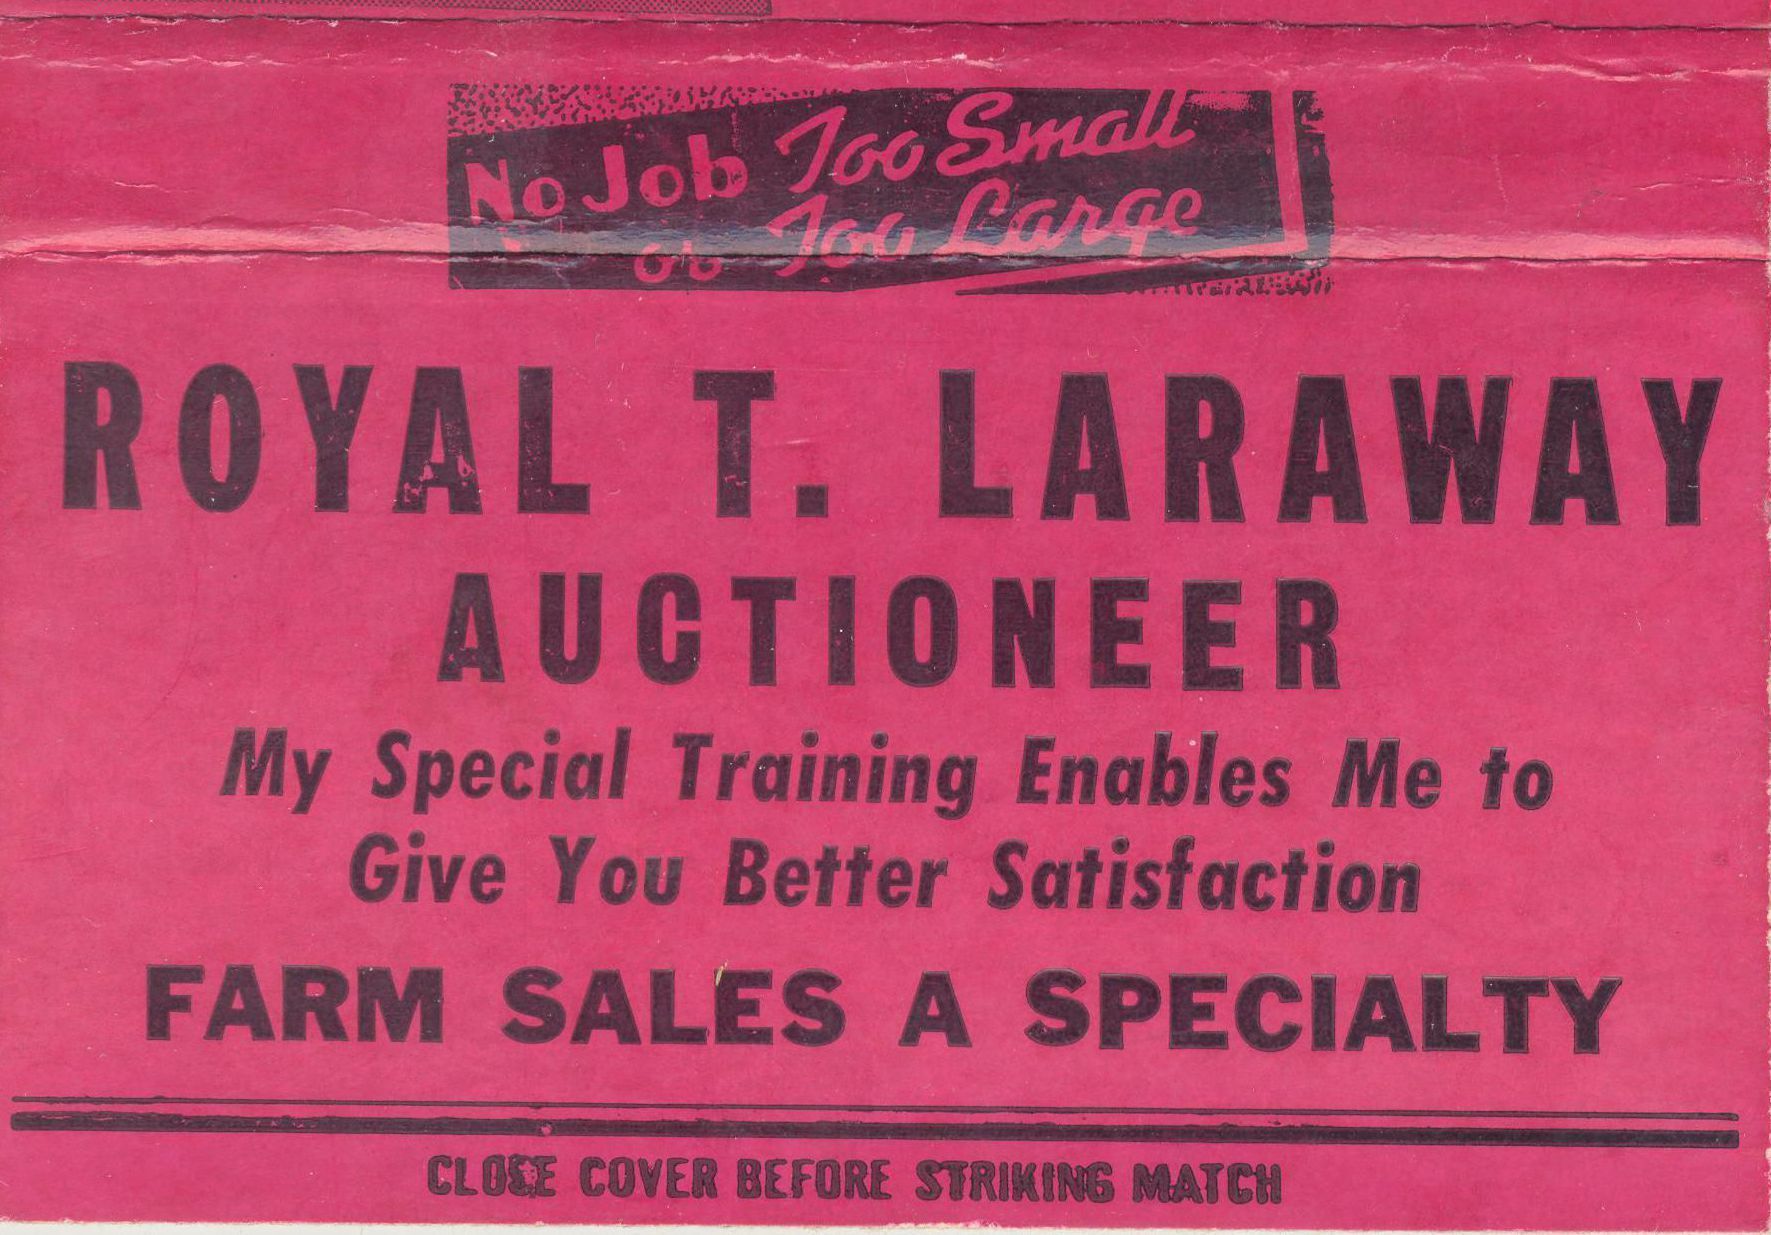 No Job Too Small
or Too Large
ROYAL T. LARAWAY
AUCTIONEER
My Special Training Enables Me to
Give You Better Satisfaction
FARM SALES A SPECIALTY
CLOSE COVER BEFORE STRIKING MATCH